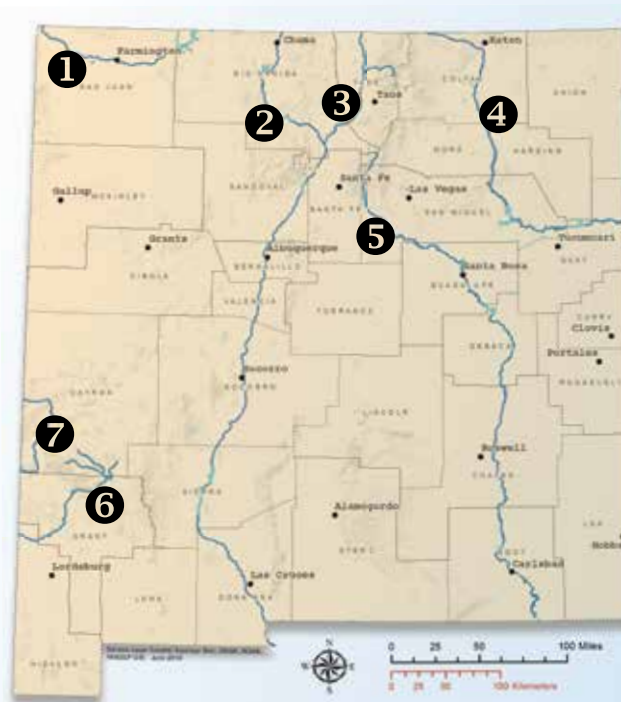 Chama
Raton
Farmington
1
SAN JUAN
RIO ARRIBA
COLFAX
UNION
Taos
2
3
4
MORA
HARDING
Santa Fe
Las Vegas
Gallup
MCKINLEY
SANDOVAL
SANTA FE
SAN MIGUEL
5
Grants
Albuquerque
BERNALILLO
CIBOLA
VALENCIA
TORRANCE
Santa Rosa
GUADALUPE
Tucumcari
QUAY
CURRY
Clovis
DEBACA
Portales
ROOSEVELT
CATRON
Socorro
SOCORRO
LINCOLN
7
Roswell
CHAVES
6
SIERRA
GRANT
Alamogordo
OTERO
LEA
Hobbs
EDDY
Carlsbad
Lordsburg
LUNA
Las Cruces
DONA ANA
HIDALGO
N
W E
S
0 25 50 100 Miles
0 25 50 100 Kilometers